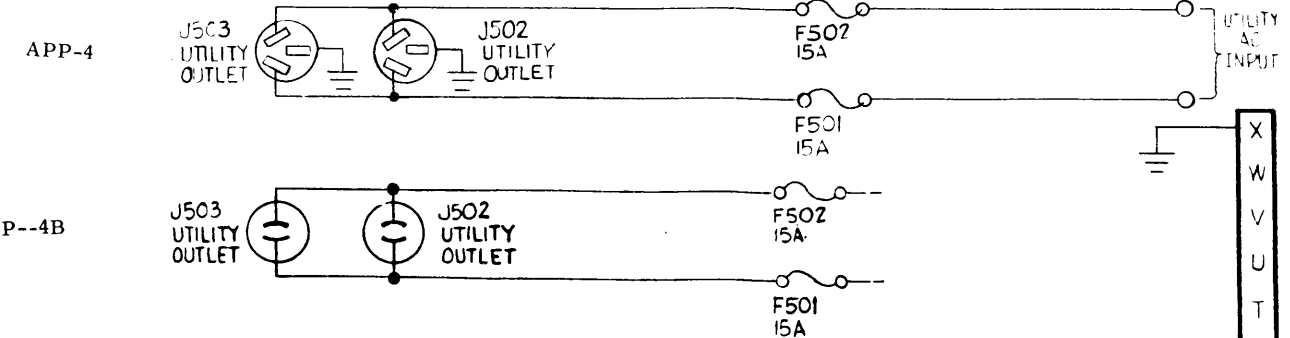 APP-4
J503
UTILITY
OUTLET
J502
UTILITY
OUTLET
F502
15A
UTILITY
AC
INPUT
F501
15A
X
W
V
U
T
P--4B
J503
UTILITY
OUTLET
J502
UTILITY
OUTLET
F502
15A
F501
15A